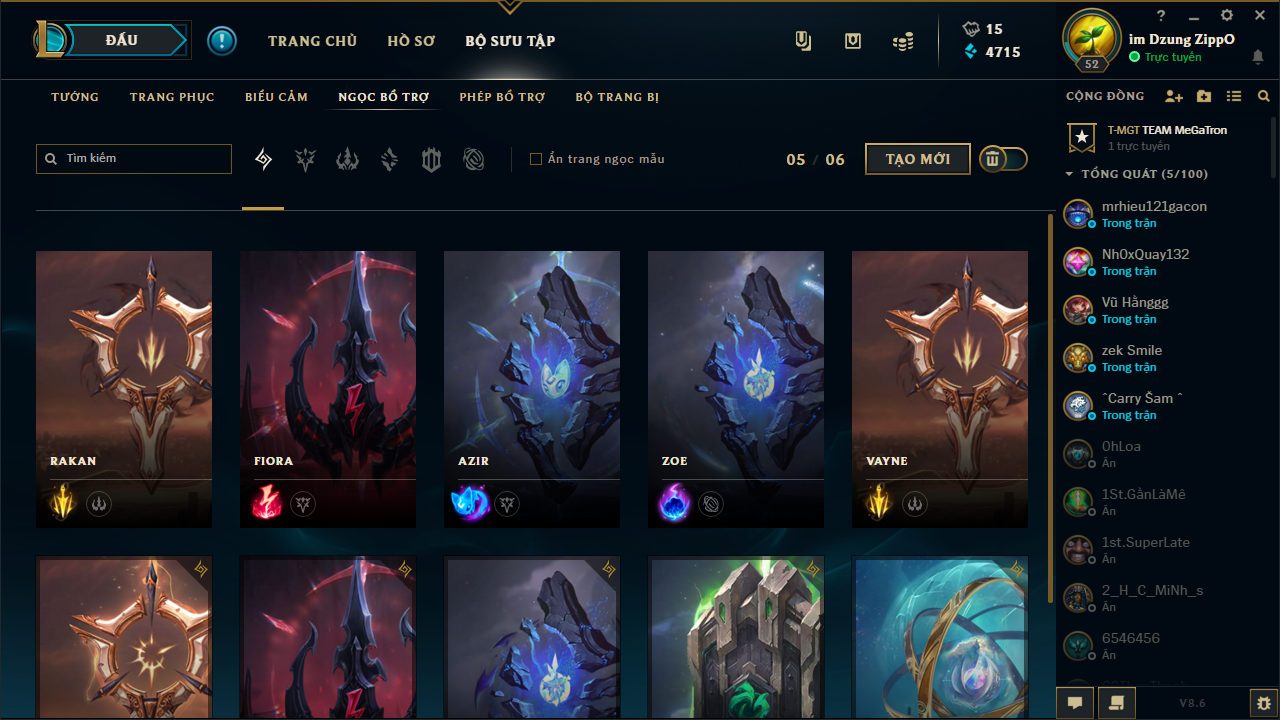 ĐẤU
!
TRANG CHỦ
HỒ SƠ
BỘ SƯU TẬP
15
4715
52
?
im Dzung ZippO
Trực tuyến
TƯỚNG
TRANG PHỤC
BIỂU CẢM
NGỌC BỔ TRỢ
PHÉP BỔ TRỢ
BỘ TRANG BỊ
Tìm kiếm
Ẩn trang ngọc mẫu
05 / 06
TẠO MỚI
RAKAN
FIORA
AZIR
ZOE
VAYNE
CỘNG ĐỒNG
T-MGT TEAM MeGaTron
1 trực tuyến
TỔNG QUÁT (5/100)
mrhieu121gacon
Trong trận
Nh0xQuay132
Trong trận
Vũ Hằnggg
Trong trận
zek Smile
Trong trận
ˆCarry Šam ˆ
Trong trận
0hLoa
Ẩn
1St.GầnLàMê
Ẩn
1st.SuperLate
Ẩn
2_H_C_MiNh_s
Ẩn
6546456
Ẩn
V8.6